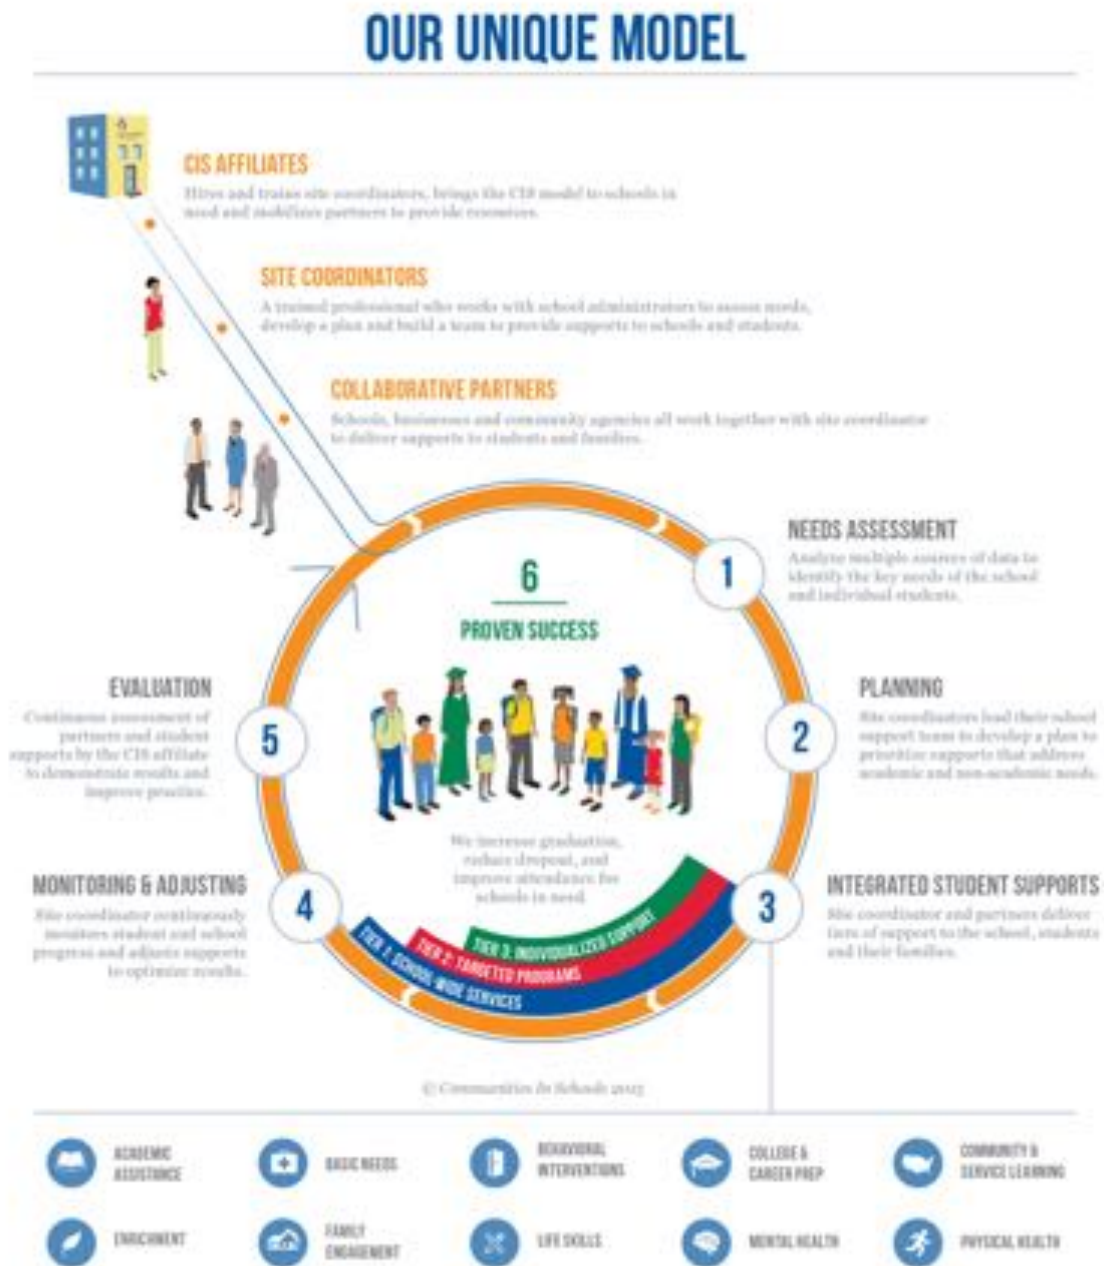 OUR UNIQUE MODEL
CIS AFFILIATES
Hires and trains site coordinators, brings the CIS model to schools in
need and mobilizes partners to provide resources.
SITE COORDINATORS
A trained professional who works with school administrators to assess needs,
develop a plan and build a team to provide supports to schools and students.
COLLABORATIVE PARTNERS
Schools, businesses and community agencies all work together with site coordinator
to deliver supports to students and families.
1
NEEDS ASSESSMENT
Analyze multiple sources of data to
identify the key needs of the school
and individual students.
2
PLANNING
Site coordinators lead their school
support team to develop a plan to
prioritize supports that address
academic and non-academic needs.
3
INTEGRATED STUDENT SUPPORTS
Site coordinator and partners deliver
tiers of support to the school, students
and their families.
4
MONITORING & ADJUSTING
Site coordinator continuously
monitors student and school
progress and adjusts supports
to optimize results.
5
EVALUATION
Continuous assessment of
partners and student
supports by the CIS affiliate
to demonstrate results and
improve practice.
6
PROVEN SUCCESS
We increase graduation,
reduce dropout, and
improve attendance for
schools in need
TIER 3: INDIVIDUALIZED SUPPORT
TIER 2: TARGETED PROGRAMS
TIER 1: SCHOOL-WIDE SERVICES
© Communities In Schools
ACADEMIC
ASSISTANCE
BASIC NEEDS
BEHAVIORAL
INTERVENTIONS
COLLEGE &
CAREER PREP
COMMUNITY &
SERVICE LEARNING
ENRICHMENT
FAMILY
ENGAGEMENT
LIFE SKILLS
MENTAL HEALTH
PHYSICAL HEALTH